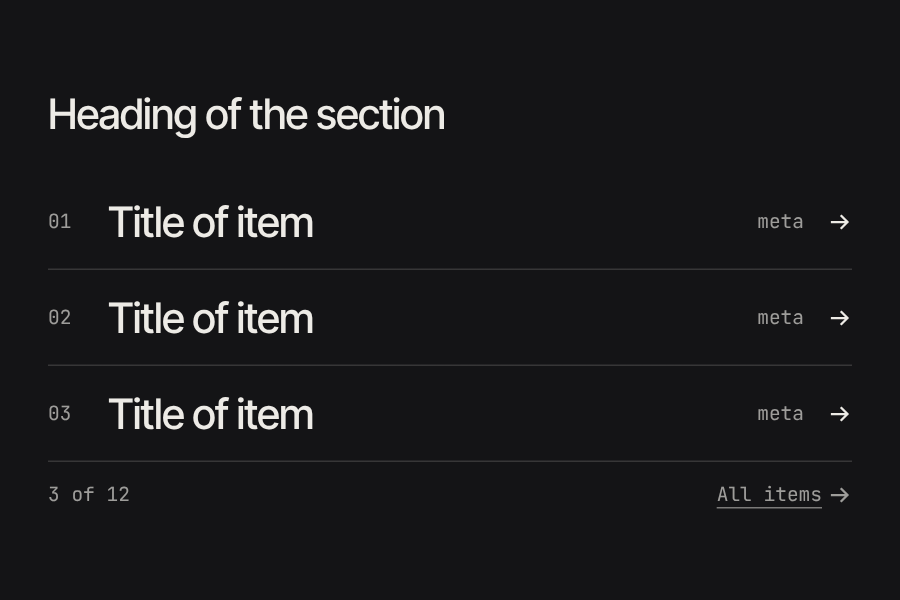 Heading of the section
01 Title of item meta →
02 Title of item meta →
03 Title of item meta →
3 of 12 All items →